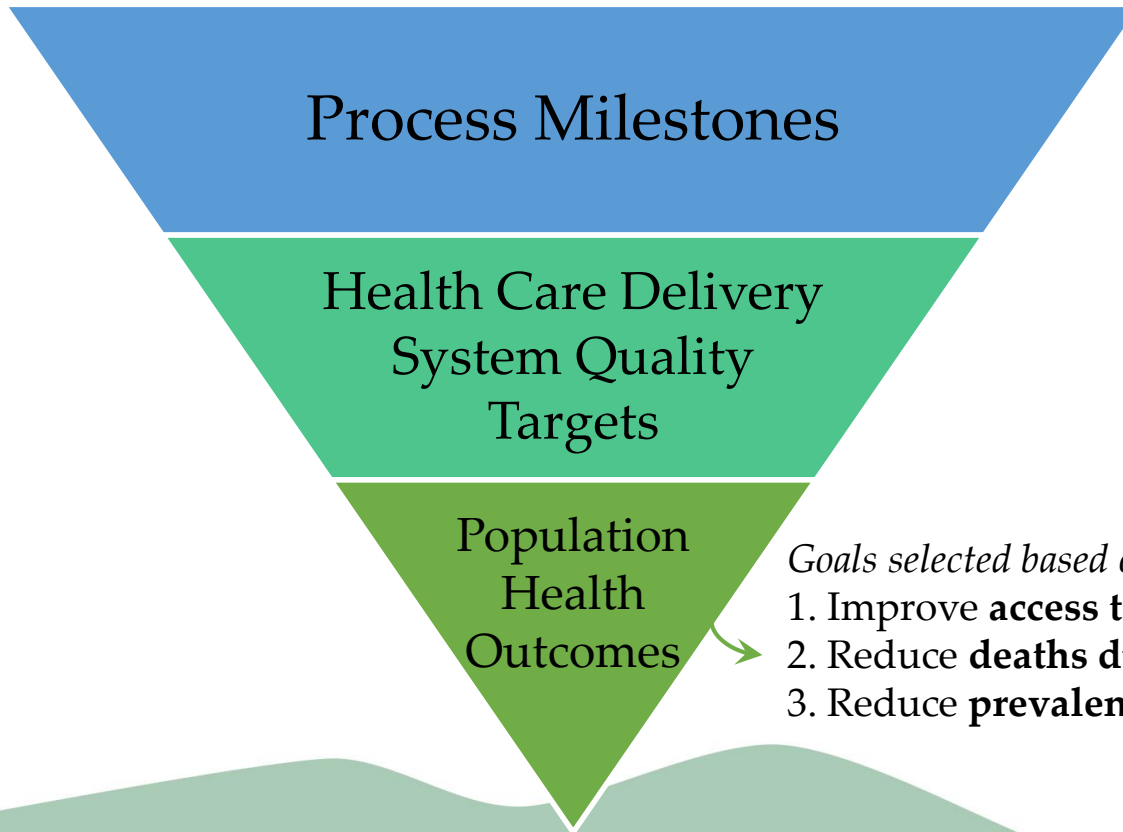 Process Milestones
Health Care Delivery
System Quality
Targets
Population
Health
Outcomes
Goals selected based
1. Improve access
2. Reduce deaths
3. Reduce